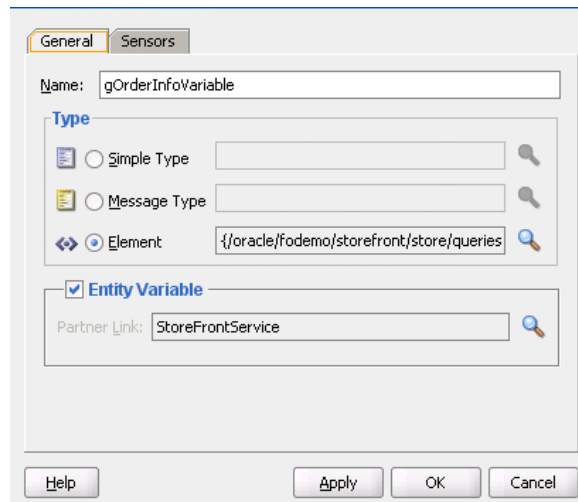 General Sensors
Name: gOrderInfoVariable
Type
Simple Type
Message Type
Element {/oracle/fodemo/storefront/store/queries
Entity Variable
Partner Link: StoreFrontService
Help Apply OK Cancel